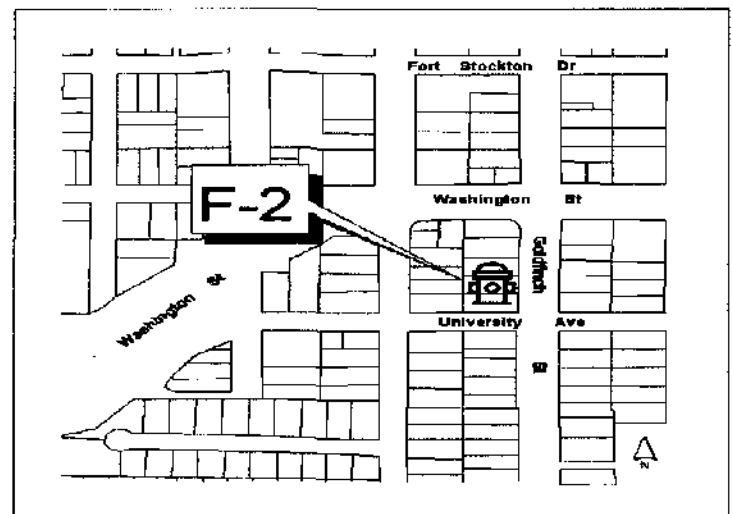 Fort Stockton Dr
F-2
Washington St
Goldfinch
St
Washington St
University Ave
N